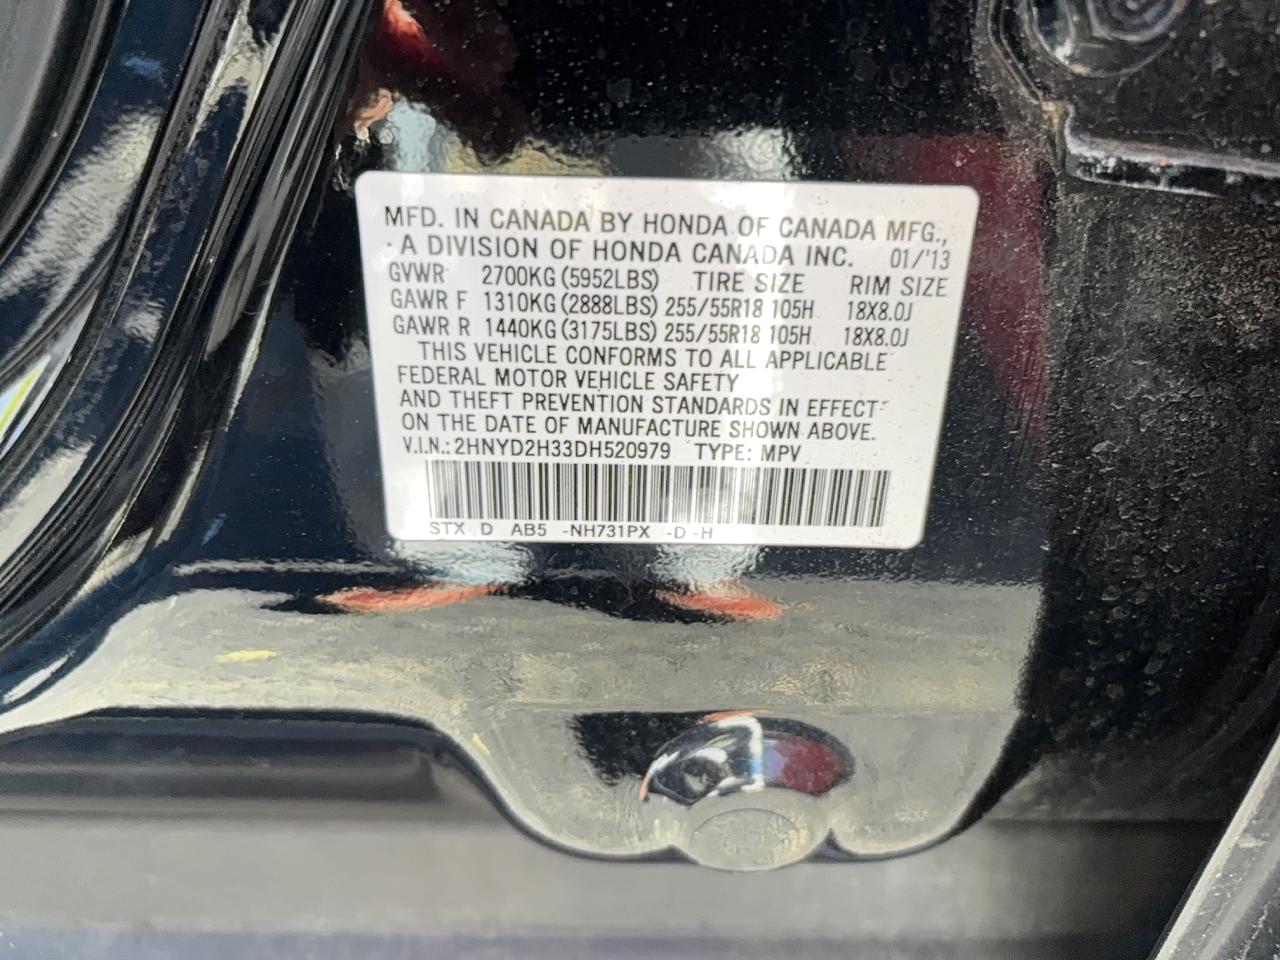 MFD. IN CANADA BY HONDA OF CANADA MFG.,
A DIVISION OF HONDA CANADA INC. 01/'13
GVWR 2700KG (5952LBS) TIRE SIZE RIM SIZE
GAWR F 1310KG (2888LBS) 255/55R18 105H 18X8.0J
GAWR R 1440KG (3175LBS) 255/55R18 105H 18X8.0J
THIS VEHICLE CONFORMS TO ALL APPLICABLE
FEDERAL MOTOR VEHICLE SAFETY
AND THEFT PREVENTION STANDARDS IN EFFECT
ON THE DATE OF MANUFACTURE SHOWN ABOVE.
V.I.N.: 2HNYD2H33DH520979 TYPE: MPV
STX D AB5 -NH731PX -D -H